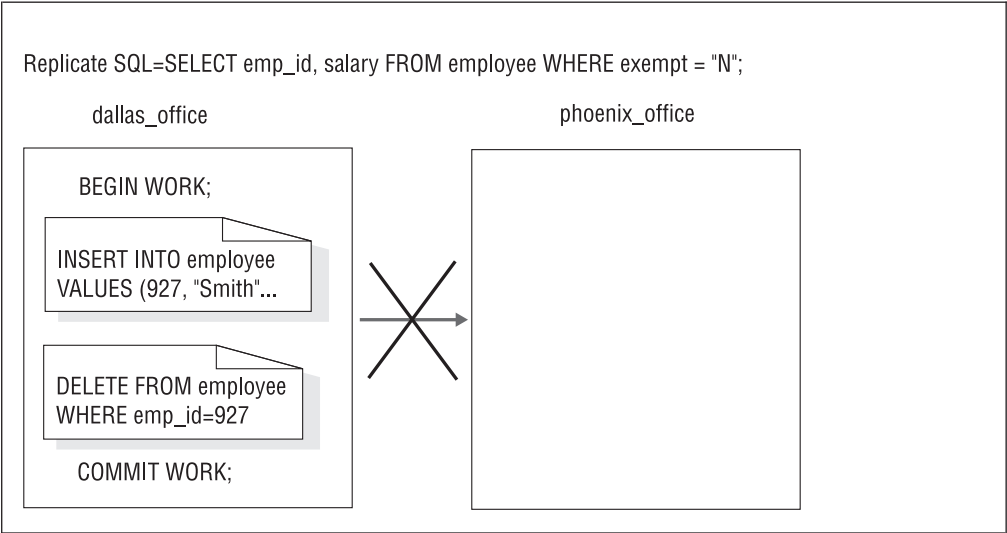 Replicate SQL=SELECT emp_id, salary FROM employee WHERE exempt = "N";
dallas_office
phoenix_office
BEGIN WORK;
INSERT INTO employee
VALUES (927, "Smith"...
DELETE FROM employee
WHERE emp_id=927
COMMIT WORK;